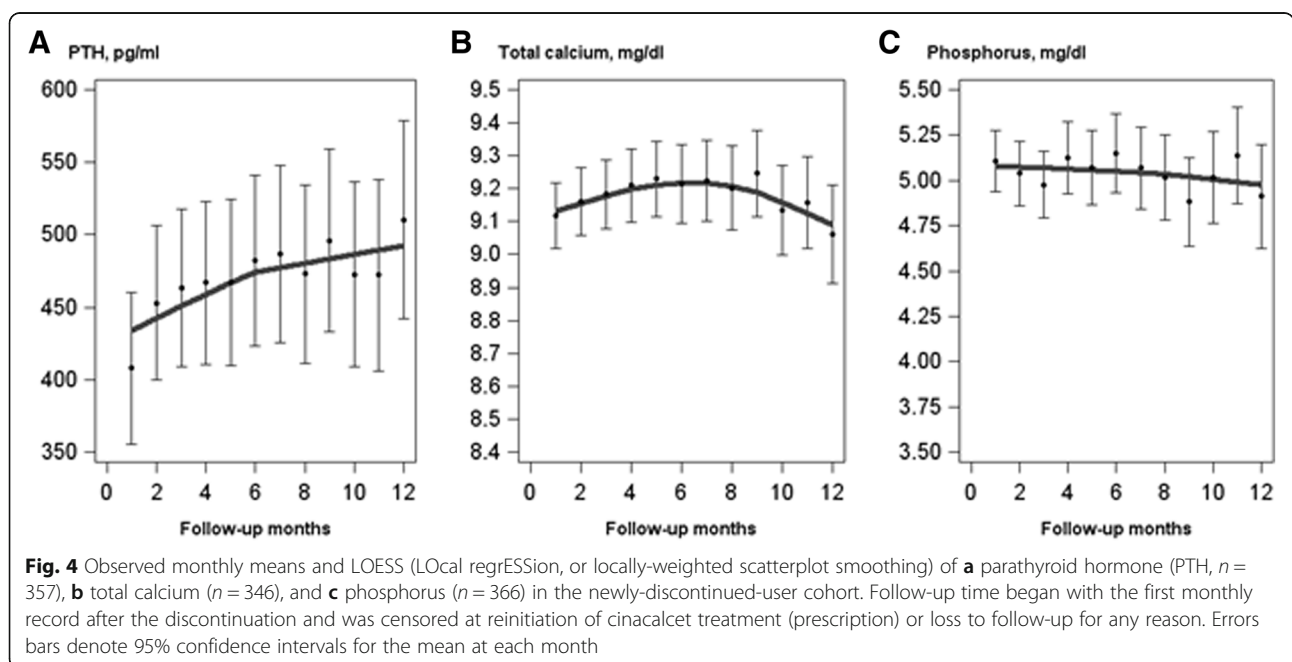 A PTH, pg/ml
600
550
500
450
400
350
0 2 4 6 8 10 12
Follow-up months
B Total calcium, mg/dl
9.5
9.4
9.3
9.2
9.1
9.0
8.9
8.8
8.7
8.6
8.5
8.4
0 2 4 6 8 10 12
Follow-up months
C Phosphorus, mg/dl
5.50
5.25
5.00
4.75
4.50
4.25
4.00
3.75
3.50
0 2 4 6 8 10 12
Follow-up months
Fig. 4 Observed monthly means and LOESS (LOcal regrESSion, or locally-weighted scatterplot smoothing) of a parathyroid hormone (PTH, n =
357), b total calcium (n = 346), and c phosphorus (n = 366) in the newly-discontinued-user cohort. Follow-up time began with the first monthly
record after the discontinuation and was censored at reinitiation of cinacalcet treatment (prescription) or loss to follow-up for any reason. Errors
bars denote 95% confidence intervals for the mean at each month